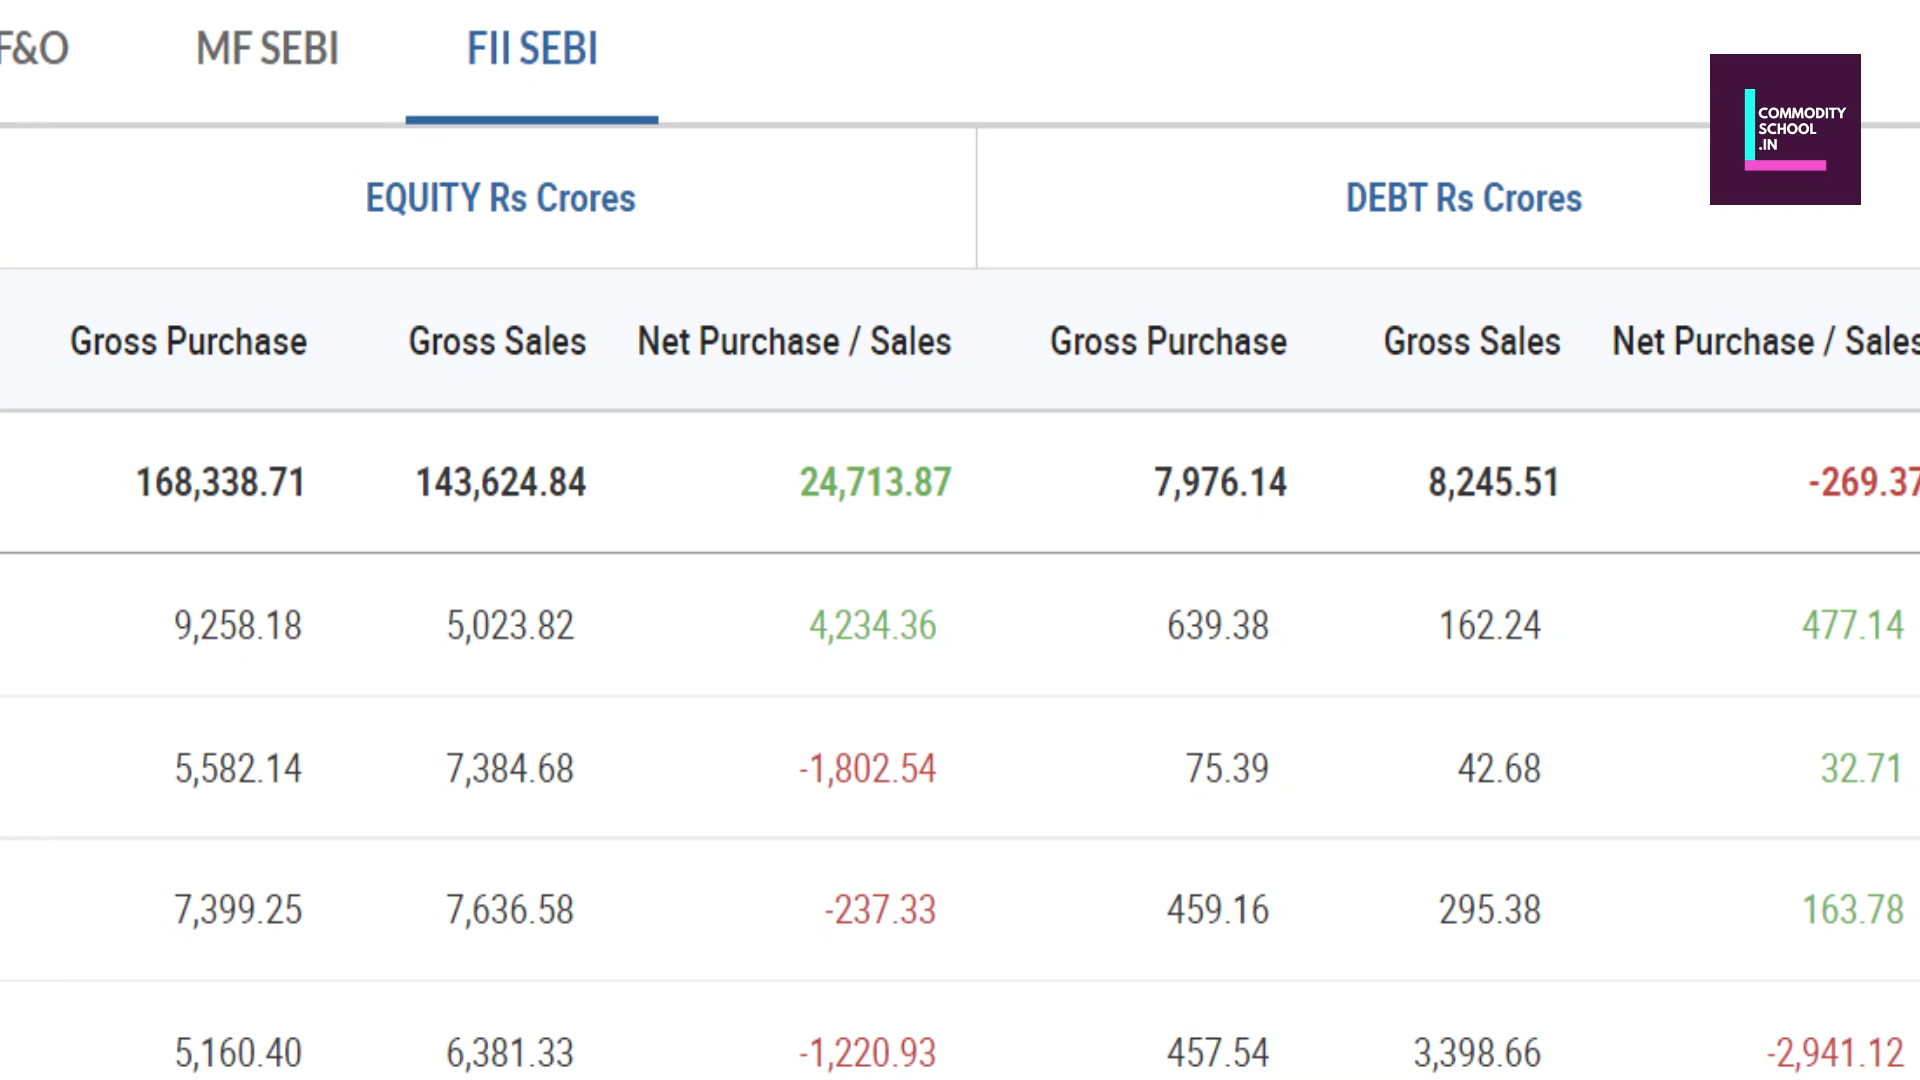 F&O MF SEBI FII SEBI
COMMODITY
SCHOOL
.IN
EQUITY Rs Crores DEBT Rs Crores
Gross Purchase Gross Sales Net Purchase / Sales Gross Purchase Gross Sales Net Purchase / Sales
168,338.71 143,624.84 24,713.87 7,976.14 8,245.51 -269.37
9,258.18 5,023.82 4,234.36 639.38 162.24 477.14
5,582.14 7,384.68 -1,802.54 75.39 42.68 32.71
7,399.25 7,636.58 -237.33 459.16 295.38 163.78
5,160.40 6,381.33 -1,220.93 457.54 3,398.66 -2,941.12